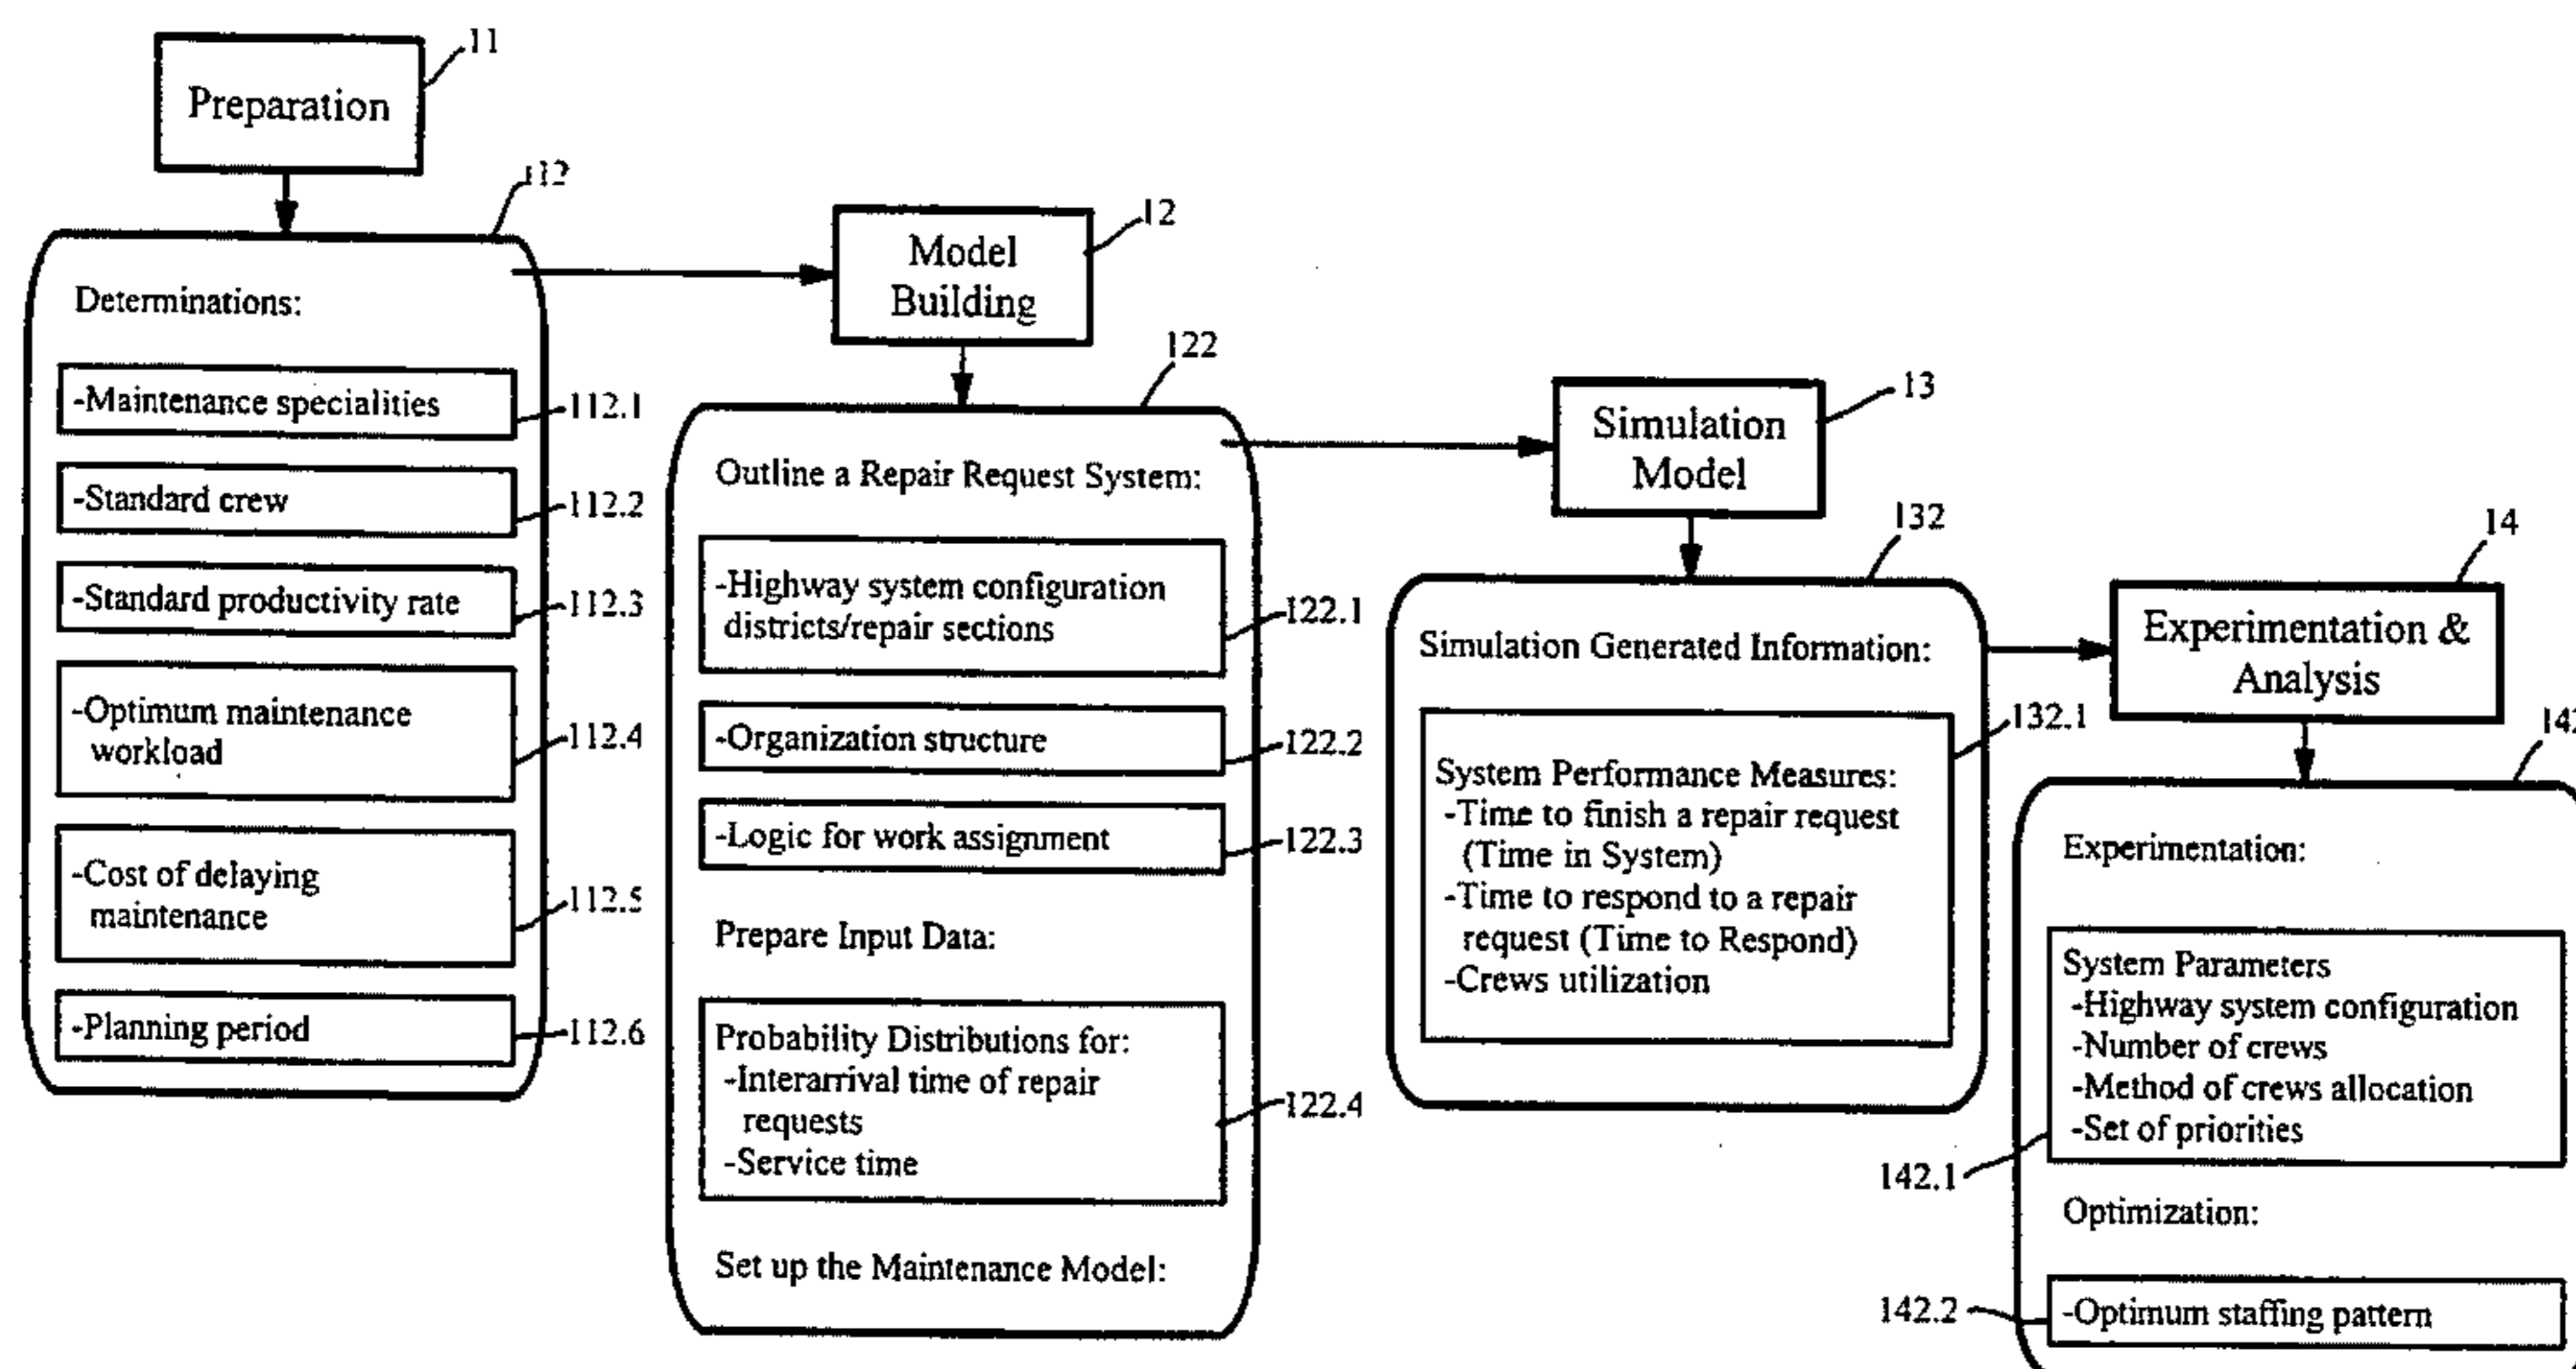 11
Preparation
112
Determinations:
-Maintenance specialities
112.1
-Standard crew
112.2
-Standard productivity rate
112.3
-Optimum maintenance
workload
112.4
-Cost of delaying
maintenance
112.5
-Planning period
112.6
12
Model
Building
122
Outline a Repair Request System:
-Highway system configuration
districts/repair sections
122.1
-Organization structure
122.2
-Logic for work assignment
122.3
Prepare Input Data:
Probability Distributions for:
-Interarrival time of repair
requests
-Service time
122.4
Set up the Maintenance Model:
13
Simulation
Model
132
Simulation Generated Information:
132.1
System Performance Measures:
-Time to finish a repair request
(Time in System)
-Time to respond to a repair
request (Time to Respond)
-Crews utilization
14
Experimentation &
Analysis
Experimentation:
System Parameters
-Highway system configuration
-Number of crews
-Method of crews allocation
-Set of priorities
142.1
Optimization:
142.2
-Optimum staffing pattern